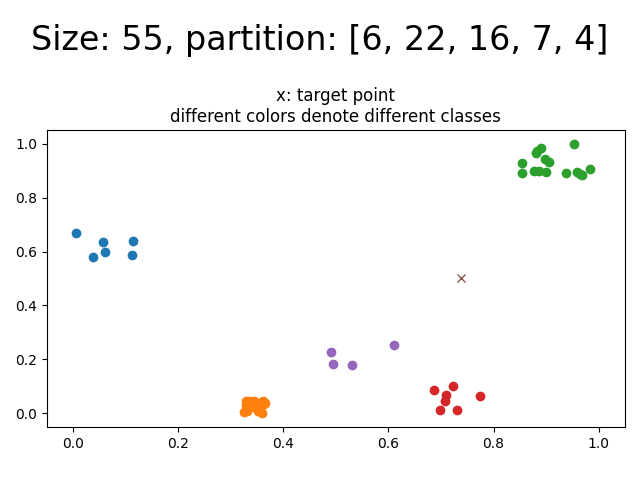 Size: 55, partition: [6, 22, 16, 7, 4]
x: target point
different colors denote different classes
1.0
0.8
0.6
0.4
0.2
0.0
0.0 0.2 0.4 0.6 0.8 1.0